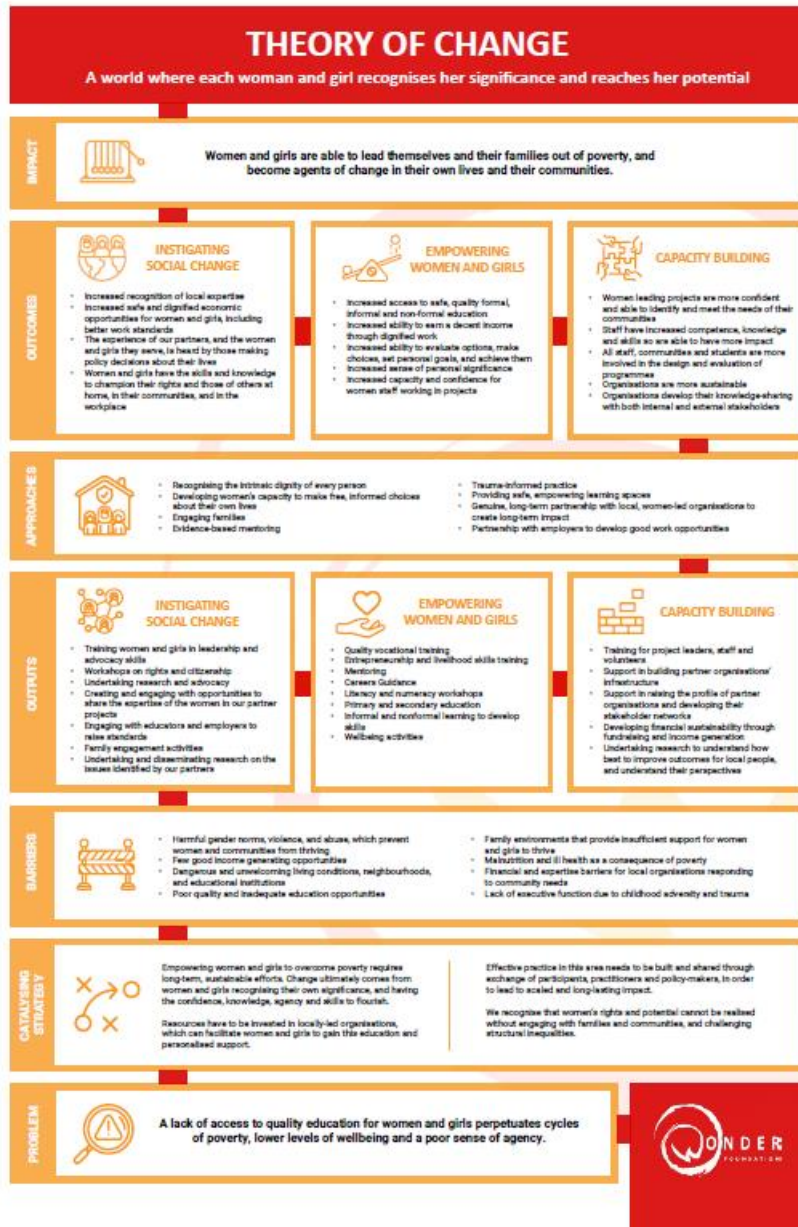 THEORY OF CHANGE
A world where each woman and girl recognises her significance and reaches her potential
IMPACT
Women and girls are able to lead themselves and their families out of poverty, and
become agents of change in their own lives and their communities.
OUTCOMES
INSTIGATING
SOCIAL CHANGE
• Increased recognition of local expertise
• Increased safe and dignified economic
opportunities for women and girls, including
better work standards
• The experience of our partners, and the women
and girls they serve, is heard by those making
policy decisions about their lives
• Women and girls have the skills and knowledge
to champion their rights and those of others at
home, in their communities, and in the
workplace
EMPOWERING
WOMEN AND GIRLS
• Increased access to safe, quality formal,
informal and non-formal education
• Increased ability to earn a decent income
through dignified work
• Increased ability to evaluate options, make
choices, set personal goals, and achieve them
• Increased sense of personal significance
• Increased capacity and confidence for
women staff working in projects
CAPACITY BUILDING
• Women leading projects are more confident
and able to identify and meet the needs of their
communities
• Staff have increased competence, knowledge
and skills so are able to have more impact
• All staff, communities and students are more
involved in the design and evaluation of
programmes
• Organisations are more sustainable
• Organisations develop their knowledge-sharing
with both internal and external stakeholders
APPROACHES
• Recognising the intrinsic dignity of every person
• Developing women's capacity to make free, informed choices
about their own lives
• Engaging families
• Evidence-based mentoring
• Trauma-informed practice
• Providing safe, empowering learning spaces
• Genuine, long-term partnership with local, women-led organisations to
create long-term impact
• Partnership with employers to develop good work opportunities
OUTPUTS
INSTIGATING
SOCIAL CHANGE
• Training women and girls in leadership and
advocacy skills
• Workshops on rights and citizenship
• Undertaking research and advocacy
• Creating and engaging with opportunities to
share the expertise of the women in our partner
projects
• Engaging with educators and employers to
raise standards
• Family engagement activities
• Undertaking and disseminating research on the
issues identified by our partners
EMPOWERING
WOMEN AND GIRLS
• Quality vocational training
• Entrepreneurship and livelihood skills training
• Mentoring
• Careers Guidance
• Literacy and numeracy workshops
• Primary and secondary education
• Informal and nonformal learning to develop
skills
• Wellbeing activities
CAPACITY BUILDING
• Training for project leaders, staff and
volunteers
• Support in building partner organisations'
infrastructure
• Support in raising the profile of partner
organisations and developing their
stakeholder networks
• Developing financial sustainability through
fundraising and income generation
• Undertaking research to understand how
best to improve outcomes for local people,
and understand their perspectives
BARRIERS
• Harmful gender norms, violence, and abuse, which prevent
women and communities from thriving
• Few good income generating opportunities
• Dangerous and unwelcoming living conditions, neighbourhoods,
and educational institutions
• Poor quality and inadequate education opportunities
• Family environments that provide insufficient support for women
and girls to thrive
• Malnutrition and ill health as a consequence of poverty
• Financial and expertise barriers for local organisations responding
to community needs
• Lack of executive function due to childhood adversity and trauma
CATALYSING
STRATEGY
Empowering women and girls to overcome poverty requires
long-term, sustainable efforts. Change ultimately comes from
women and girls recognising their own significance, and having
the confidence, knowledge, agency and skills to flourish.
Resources have to be invested in locally-led organisations,
which can facilitate women and girls to gain this education and
personalised support.
Effective practice in this area needs to be built and shared through
exchange of participants, practitioners and policy-makers, in order
to lead to scaled and long-lasting impact.
We recognise that women's rights and potential cannot be realised
without engaging with families and communities, and challenging
structural inequalities.
PROBLEM
A lack of access to quality education for women and girls perpetuates cycles
of poverty, lower levels of wellbeing and a poor sense of agency.
WONDER
FOUNDATION